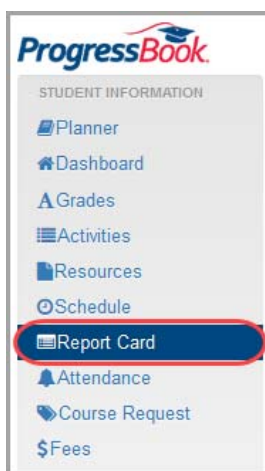 ProgressBook.
STUDENT INFORMATION
Planner
Dashboard
Grades
Activities
Resources
Schedule
Report Card
Attendance
Course Request
Fees